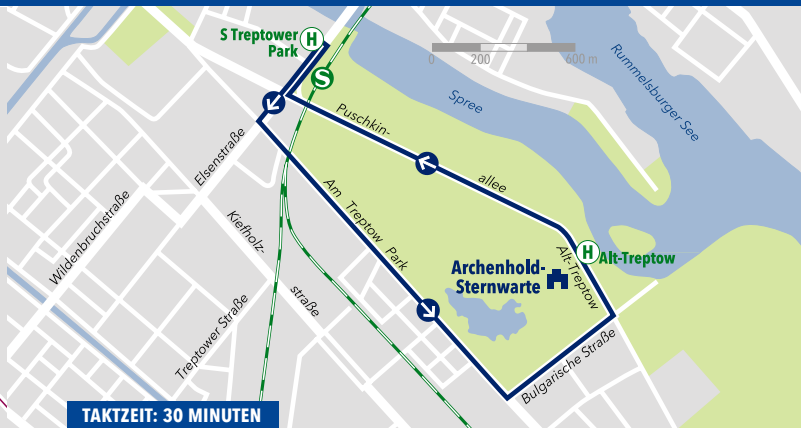 S Treptower
Park
H
S
0
200
600 m
Rummelsburger See
Spree
Puschkin-
allee
Elsenstraße
Am Treptow Park
Wildenbruchstraße
Kiefholz-
straße
Treptower Straße
H
Alt-Treptow
Alt-Treptow
Archenhold-
Sternwarte
Bulgarische Straße
TAKTZEIT: 30 MINUTEN